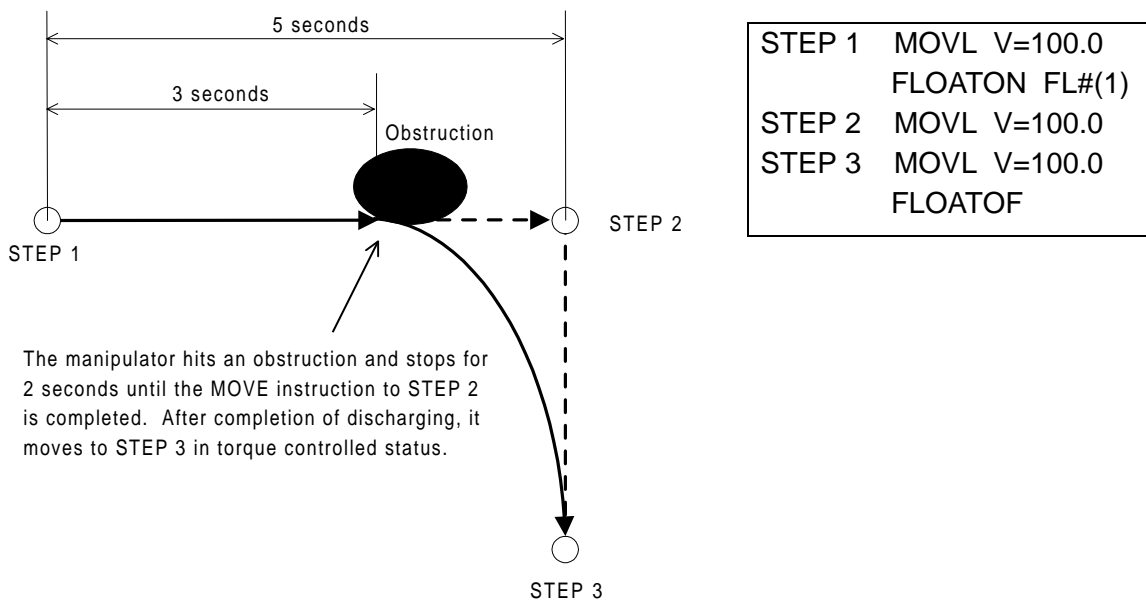 5 seconds
3 seconds
Obstruction
STEP 1
STEP 2
The manipulator hits an obstruction and stops for
2 seconds until the MOVE instruction to STEP 2
is completed. After completion of discharging, it
moves to STEP 3 in torque controlled status.
STEP 3
STEP 1 MOVL V=100.0
FLOATON FL#(1)
STEP 2 MOVL V=100.0
STEP 3 MOVL V=100.0
FLOATOF